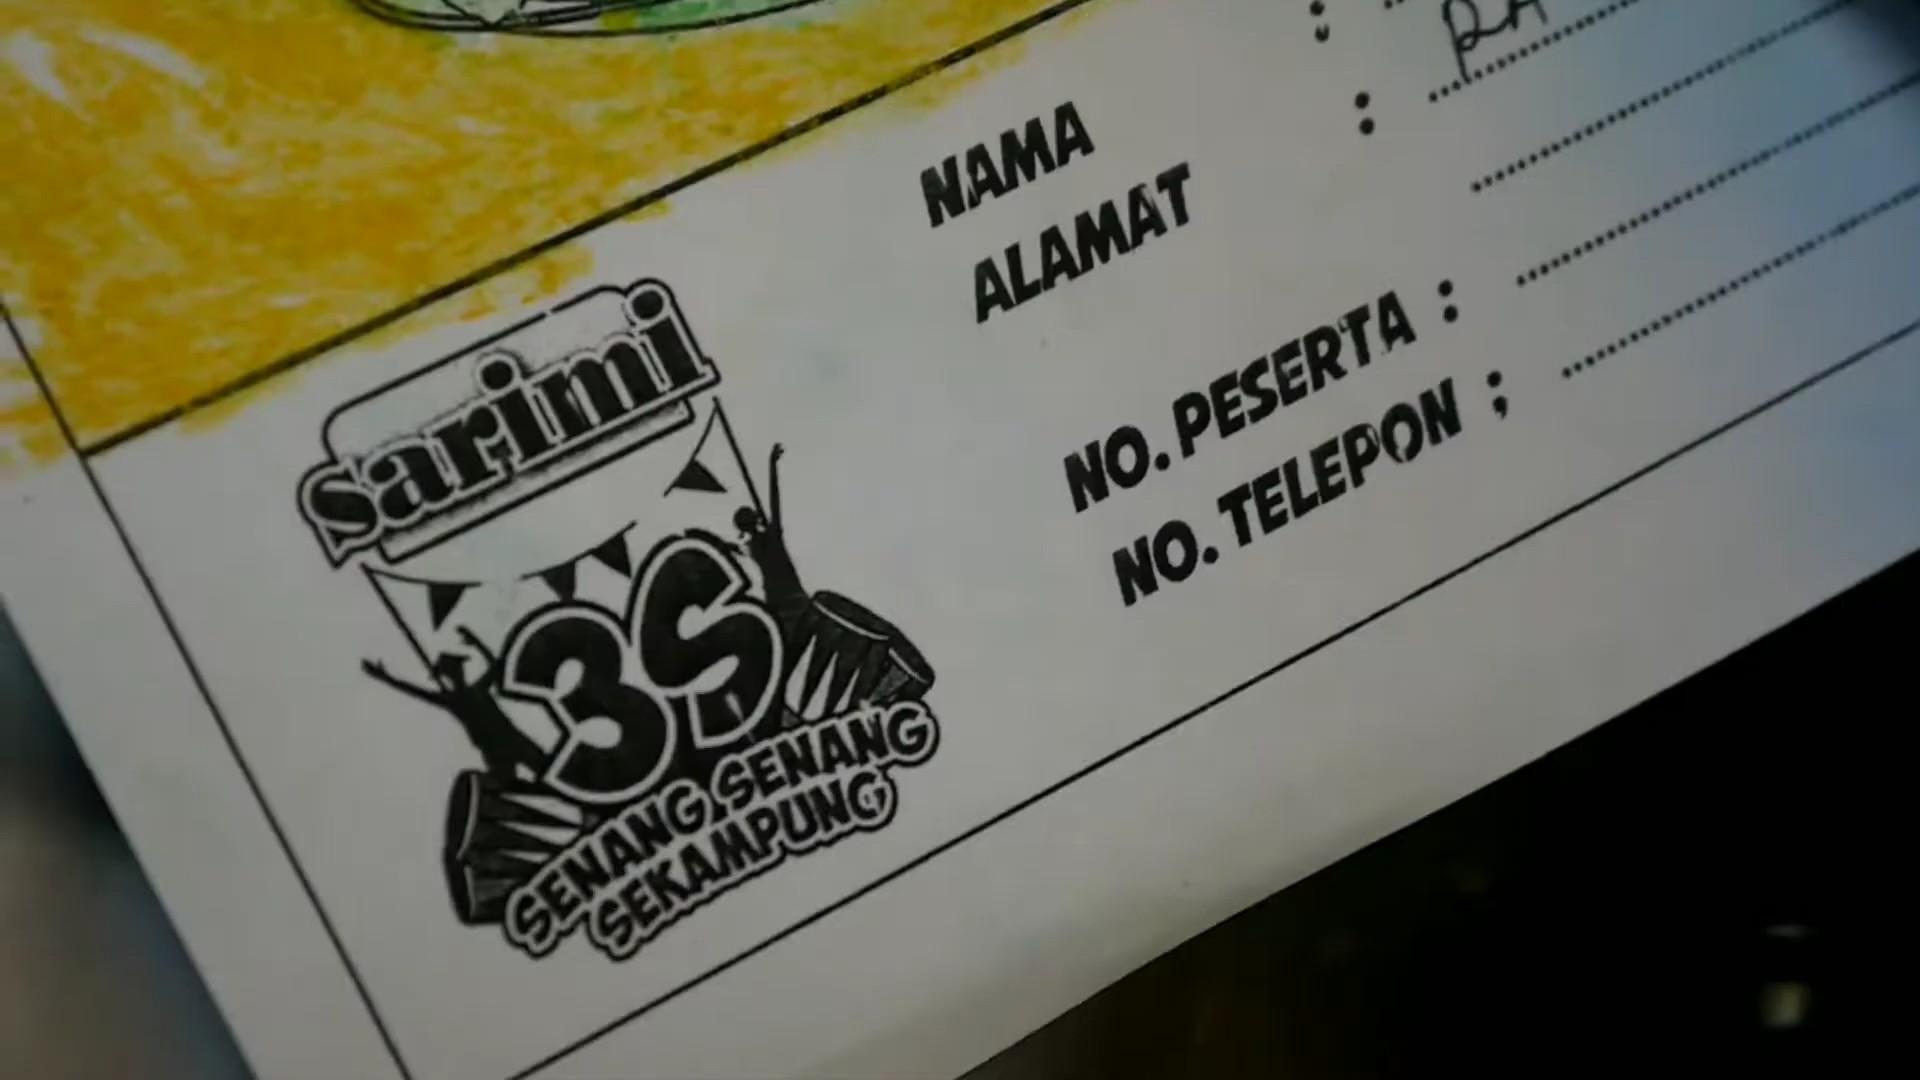 sarimi
3S
SENANG SENANG
SEKAMPUNG
NAMA :
ALAMAT :
NO. PESERTA :
NO. TELEPON :